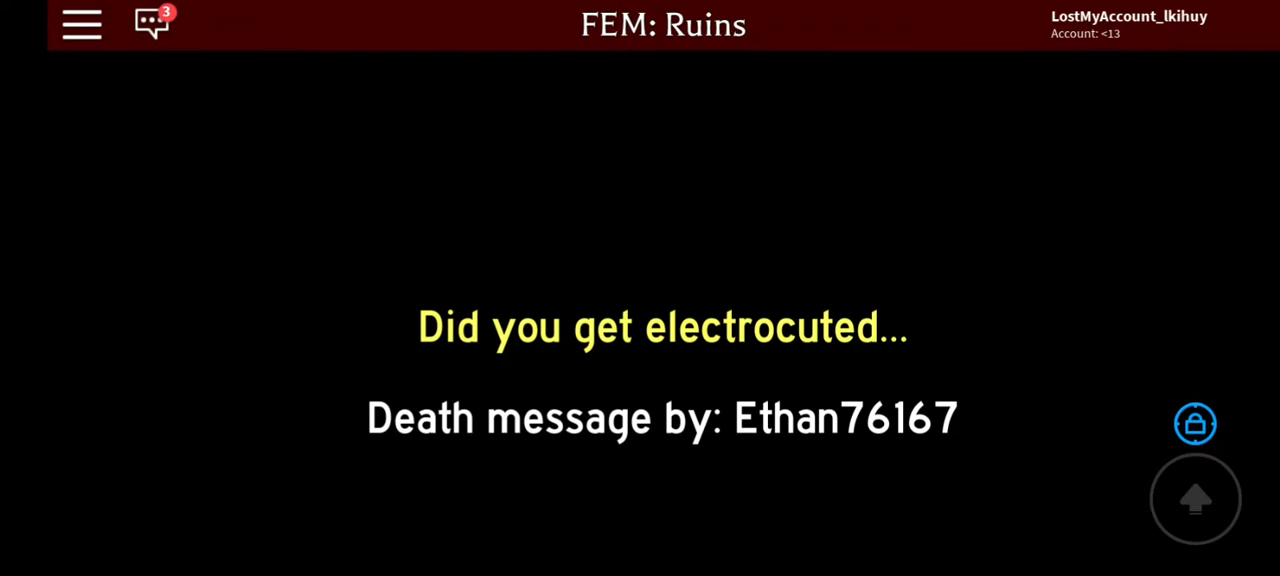 3
FEM: Ruins
LostMyAccount_lkihuy
Account: <13
Did you get electrocuted...
Death message by: Ethan76167